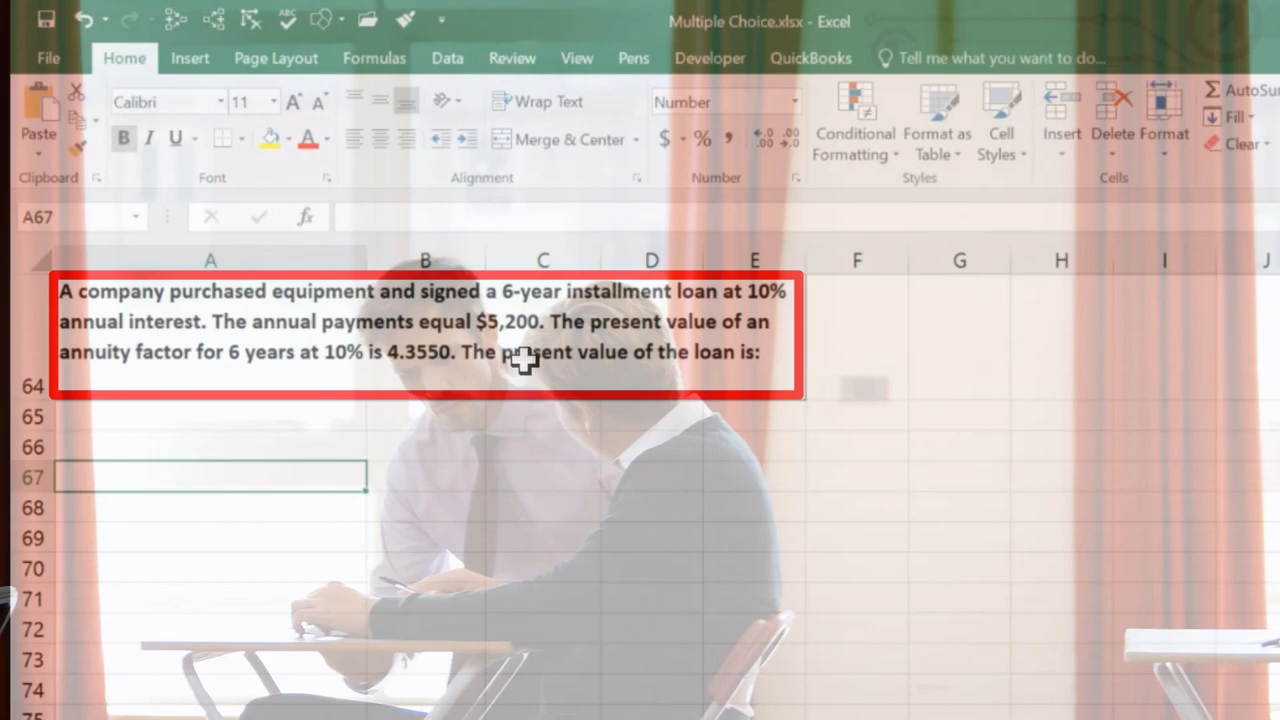 Multiple Choice.xlsx - Excel
File Home Insert Page Layout Formulas Data Review View Pens Developer QuickBooks Tell me what you want to do...
Calibri 11 Wrap Text Number AutoSu
Paste B I U Merge & Center $ % Conditional Formatting Format as Table Cell Styles Insert Delete Format Fill Clear
Clipboard Font Alignment Number Styles Cells
A67 fx
A B C D E F G H I J
A company purchased equipment and signed a 6-year installment loan at 10%
annual interest. The annual payments equal $5,200. The present value of an
annuity factor for 6 years at 10% is 4.3550. The present value of the loan is:
64
65
66
67
68
69
70
71
72
73
74
75